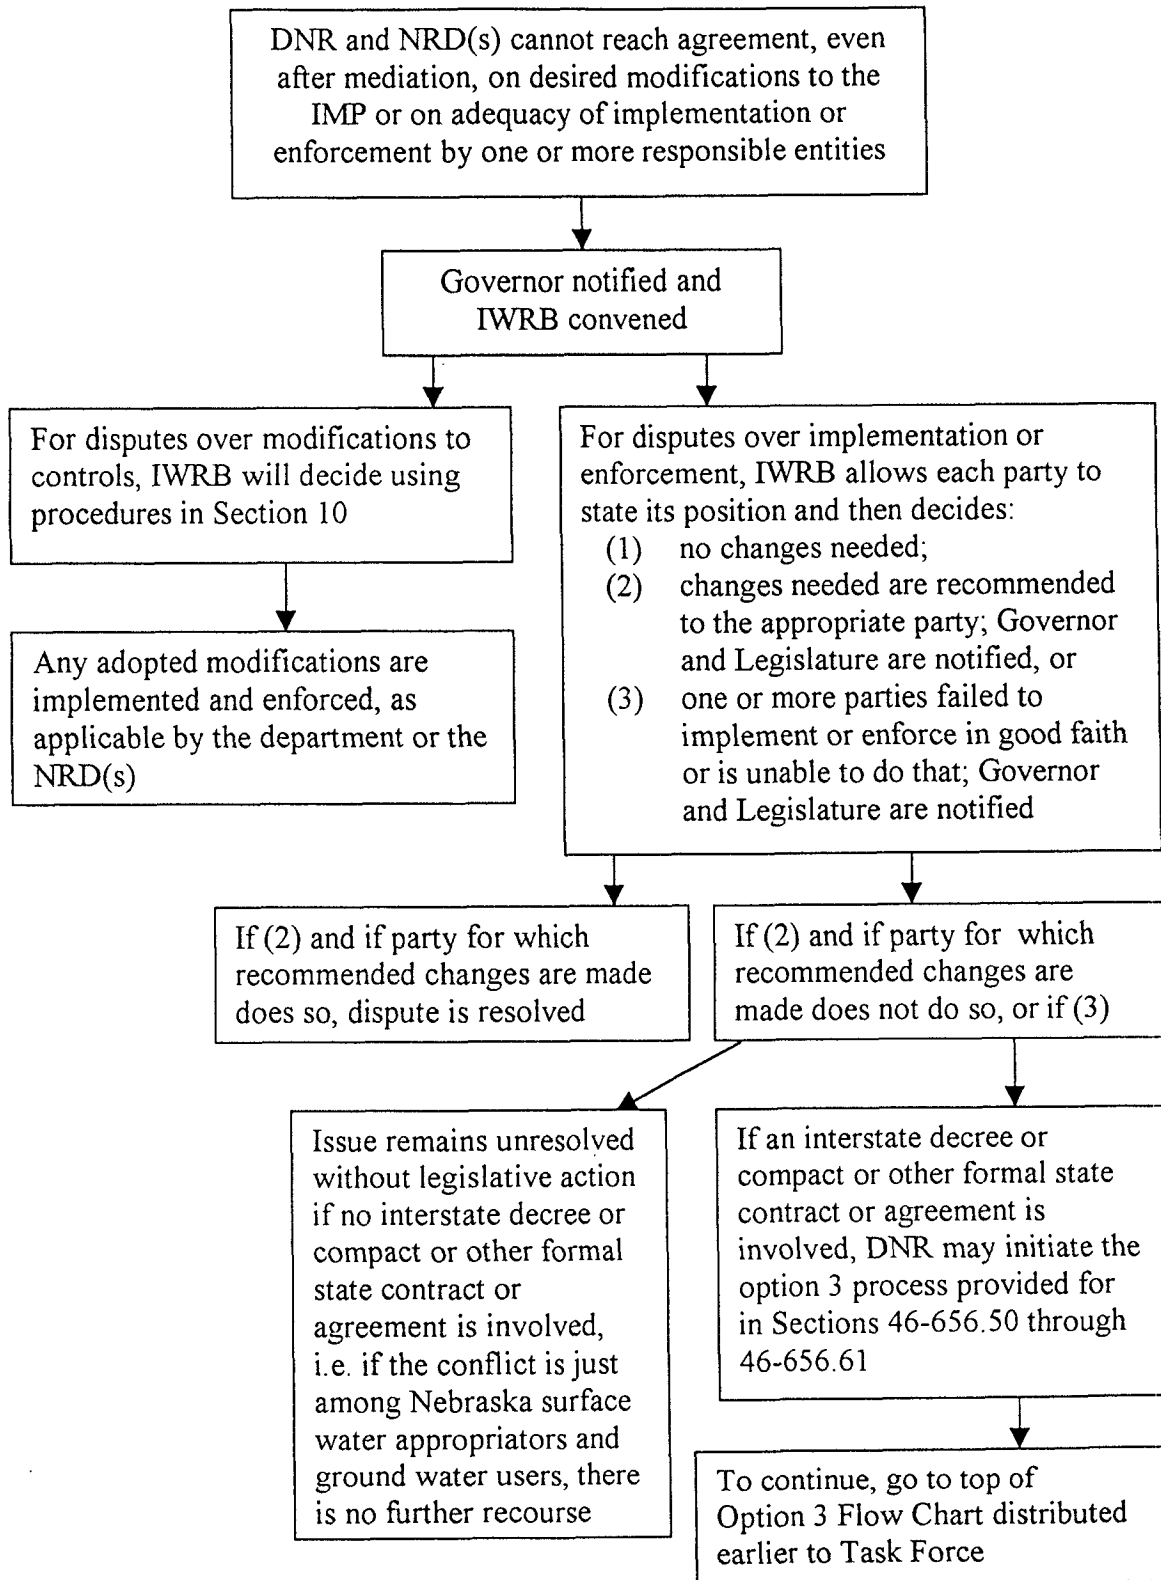 DNR and NRD(s) cannot reach agreement, even
after mediation, on desired modifications to the
IMP or on adequacy of implementation or
enforcement by one or more responsible entities
Governor notified and
IWRB convened
For disputes over modifications to
controls, IWRB will decide using
procedures in Section 10
Any adopted modifications are
implemented and enforced, as
applicable by the department or the
NRD(s)
For disputes over implementation or
enforcement, IWRB allows each party to
state its position and then decides:
(1) no changes needed;
(2) changes needed are recommended
to the appropriate party; Governor
and Legislature are notified, or
(3) one or more parties failed to
implement or enforce in good faith
or is unable to do that; Governor
and Legislature are notified
If (2) and if party for which
recommended changes are made
does so, dispute is resolved
If (2) and if party for which
recommended changes are
made does not do so, or if (3)
Issue remains unresolved
without legislative action
if no interstate decree or
compact or other formal
state contract or
agreement is involved,
i.e. if the conflict is just
among Nebraska surface
water appropriators and
ground water users, there
is no further recourse
If an interstate decree or
compact or other formal state
contract or agreement is
involved, DNR may initiate the
option 3 process provided for
in Sections 46-656.50 through
46-656.61
To continue, go to top of
Option 3 Flow Chart distributed
earlier to Task Force